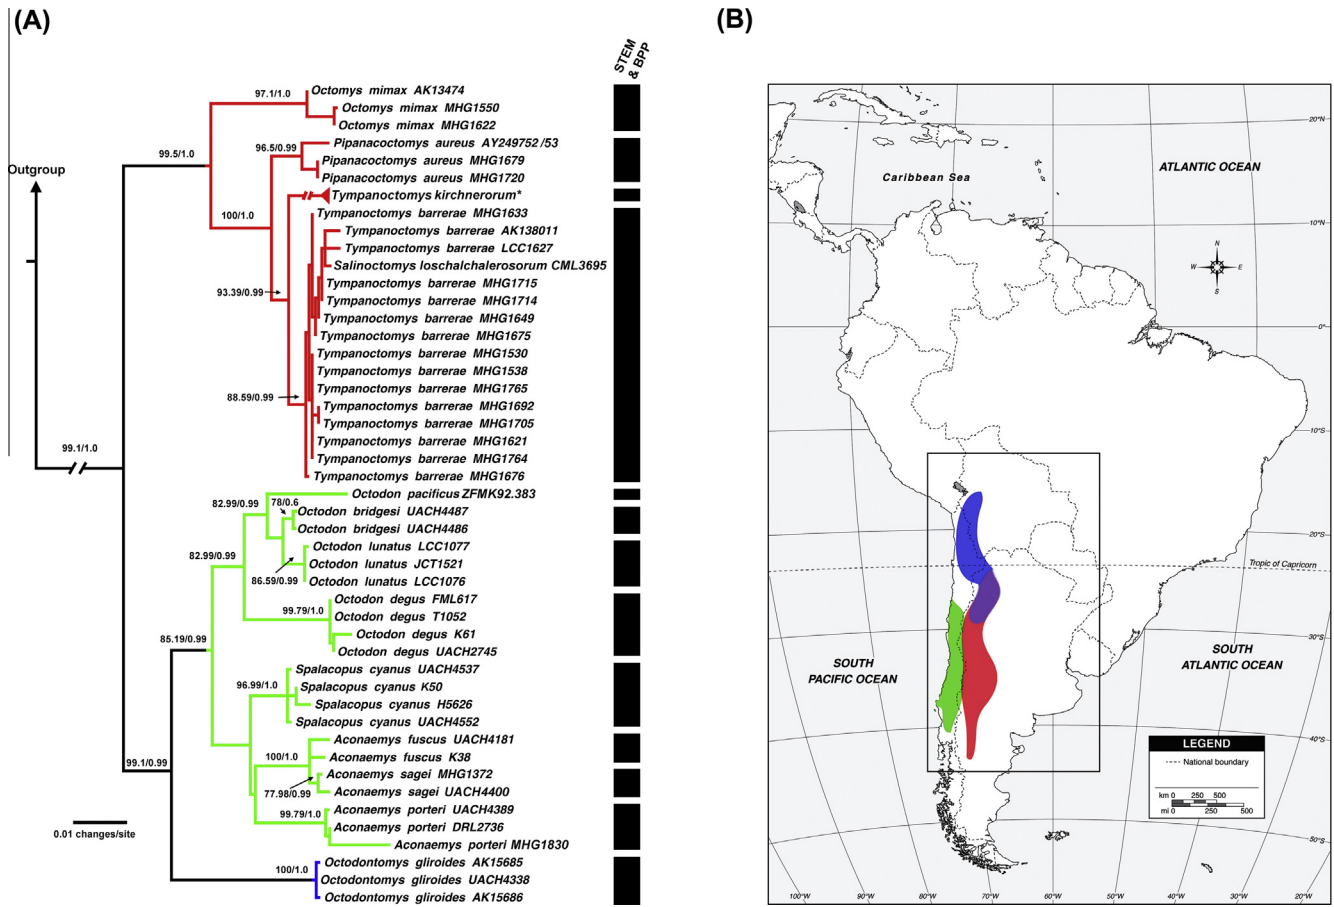 (A)
STEM
& BPP
Outgroup
97.1/1.0
Octomys mimax AK13474
Octomys mimax MHG1550
Octomys mimax MHG1622
99.5/1.0
96.5/0.99
Pipanacoctomys aureus AY249752/53
Pipanacoctomys aureus MHG1679
Pipanacoctomys aureus MHG1720
Tympanoctomys kirchnerorum*
100/1.0
Tympanoctomys barrerae MHG1633
Tympanoctomys barrerae AK138011
Tympanoctomys barrerae LCC1627
Salinoctomys loschalchalerosorum CML3695
Tympanoctomys barrerae MHG1715
93.39/0.99
Tympanoctomys barrerae MHG1714
Tympanoctomys barrerae MHG1649
Tympanoctomys barrerae MHG1675
Tympanoctomys barrerae MHG1530
Tympanoctomys barrerae MHG1538
Tympanoctomys barrerae MHG1765
88.59/0.99
Tympanoctomys barrerae MHG1692
Tympanoctomys barrerae MHG1705
Tympanoctomys barrerae MHG1621
Tympanoctomys barrerae MHG1764
Tympanoctomys barrerae MHG1676
99.1/1.0
Octodon pacificus ZFMK92.383
82.99/0.99
78/0.6
Octodon bridgesi UACH4487
Octodon bridgesi UACH4486
Octodon lunatus LCC1077
82.99/0.99
Octodon lunatus JCT1521
86.59/0.99
Octodon lunatus LCC1076
Octodon degus FML617
99.79/1.0
Octodon degus T1052
Octodon degus K61
85.19/0.99
Octodon degus UACH2745
Spalacopus cyanus UACH4537
96.99/1.0
Spalacopus cyanus K50
Spalacopus cyanus H5626
Spalacopus cyanus UACH4552
Aconaemys fuscus UACH4181
100/1.0
Aconaemys fuscus K38
99.1/0.99
Aconaemys sagei MHG1372
77.98/0.99
Aconaemys sagei UACH4400
Aconaemys porteri UACH4389
99.79/1.0
Aconaemys porteri DRL2736
Aconaemys porteri MHG1830
0.01 changes/site
Octodontomys gliroides AK15685
100/1.0
Octodontomys gliroides UACH4338
Octodontomys gliroides AK15686
(B)
20°N
ATLANTIC OCEAN
Caribbean Sea
10°N
N
W
E
S
0°
10°S
20°S
Tropic of Capricorn
30°S
SOUTH
PACIFIC OCEAN
SOUTH
ATLANTIC OCEAN
40°S
LEGEND
National boundary
km 0 250 500
mi 0 250 500
50°S
100°W
90°W
80°W
70°W
60°W
50°W
40°W
30°W
20°W